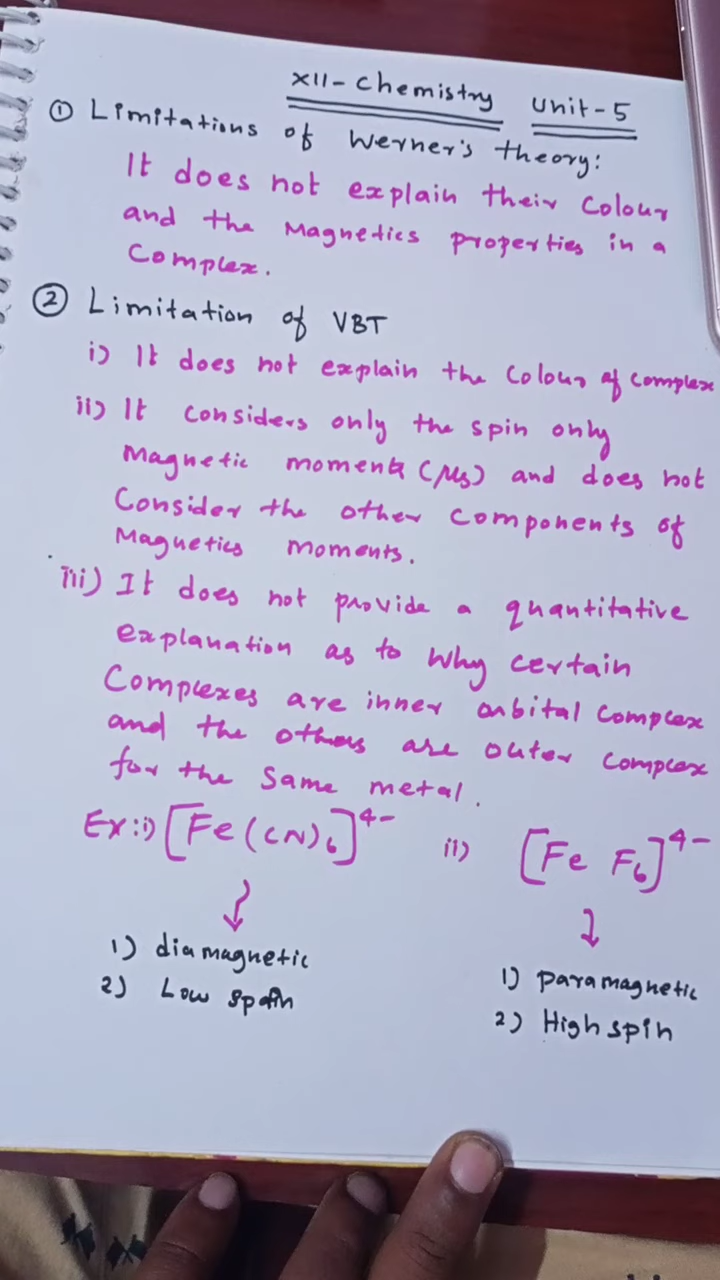 XII- Chemistry Unit-5
① Limitations of Werner's theory:
It does not explain their Colour
and the Magnetics properties in a
Complex.
② Limitation of VBT
i) It does not explain the Colour of complex
ii) It considers only the spin only
Magnetic moment (μs) and does not
Consider the other components of
Magnetics moments.
iii) It does not provide a quantitative
explanation as to why certain
Complexes are inner orbital complex
and the others are outer complex
for the same metal.
Ex: i) [Fe(CN)6]4- ii) [Fe F6]4-
1) diamagnetic
2) Low spin
1) paramagnetic
2) High spin